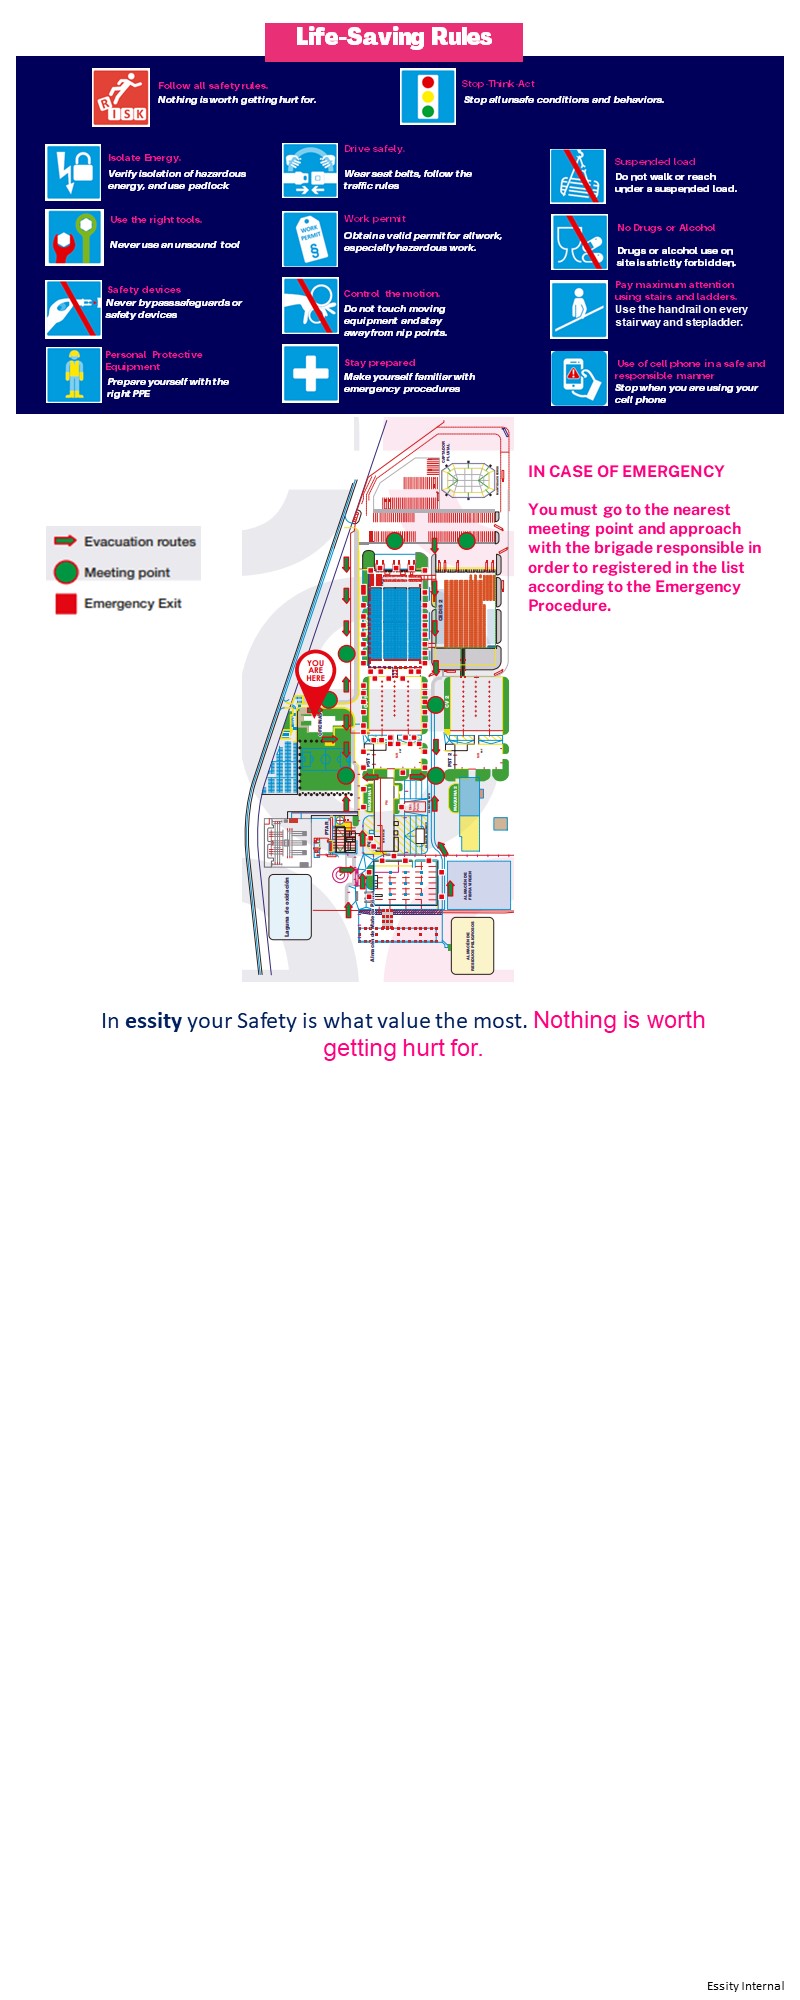 Life-Saving Rules
Follow all safety rules.
Nothing is worth getting hurt for.
Stop-Think-Act
Stop all unsafe conditions and behaviors.
Isolate Energy.
Verify isolation of hazardous
energy, and use padlock
Drive safely.
Wear seat belts, follow the
traffic rules
Suspended load
Do not walk or reach
under a suspended load.
Use the right tools.
Never use an unsound tool
Work permit
Obtains valid permit for all work,
especially hazardous work.
WORK
PERMIT
§
No Drugs or Alcohol
Drugs or alcohol use on
site is strictly forbidden.
Safety devices
Never bypass safeguards or
safety devices
Control the motion.
Do not touch moving
equipment and stay
away from nip points.
Pay maximum attention
using stairs and ladders.
Use the handrail on every
stairway and stepladder.
Personal Protective
Equipment
Prepare yourself with the
right PPE
Stay prepared
Make yourself familiar with
emergency procedures
Use of cell phone in a safe and
responsible manner
Stop when you are using your
cell phone
RISK
Evacuation routes
Meeting point
Emergency Exit
YOU
ARE
HERE
CEDIS 2
PTAR
Laguna de oxidación
ALMACÉN DE
RESIDUOS PELIGROSOS
IN CASE OF EMERGENCY
You must go to the nearest
meeting point and approach
with the brigade responsible in
order to registered in the list
according to the Emergency
Procedure.
In essity your Safety is what value the most. Nothing is worth
getting hurt for.
Essity Internal